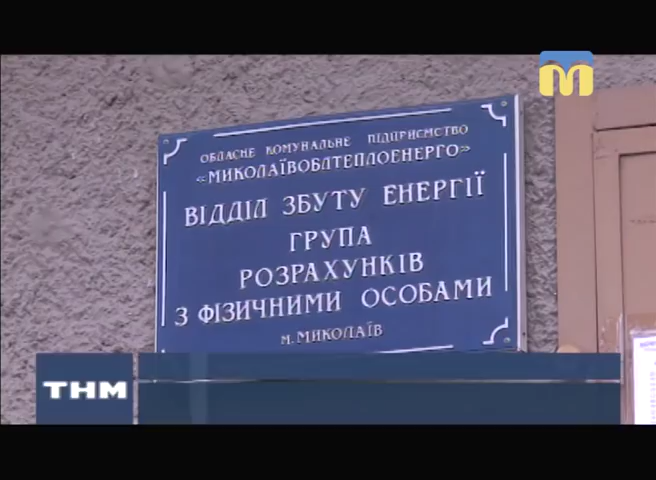 М
ОБЛАСНЕ КОМУНАЛЬНЕ ПІДПРИЄМСТВО
«МИКОЛАЇВОБЛТЕПЛОЕНЕРГО»
ВІДДІЛ ЗБУТУ ЕНЕРГІЇ
ГРУПА
РОЗРАХУНКІВ
З ФІЗИЧНИМИ ОСОБАМИ
М. МИКОЛАЇВ
ТНМ